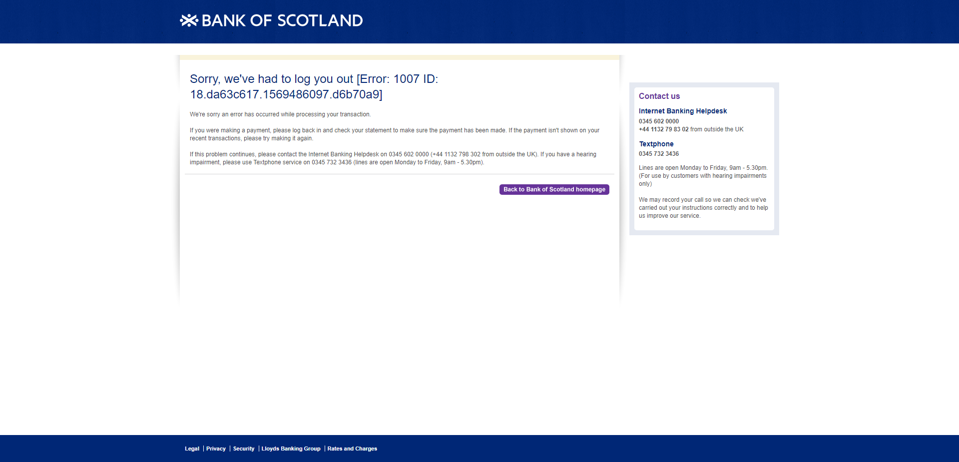 BANK OF SCOTLAND
Sorry, we've had to log you out [Error: 1007 ID:
18.da63c617.1569486097.d6b70a9]
We're sorry an error has occurred while processing your transaction.
If you were making a payment, please log back in and check your statement to make sure the payment has been made. If the payment isn't shown on your
recent transactions, please try making it again.
If this problem continues, please contact the Internet Banking Helpdesk on 0345 602 0000 (+44 1132 798 302 from outside the UK). If you have a hearing
impairment, please use Textphone service on 0345 732 3436 (lines are open Monday to Friday, 9am - 5.30pm).
Back to Bank of Scotland homepage
Contact us
Internet Banking Helpdesk
0345 602 0000
+44 1132 79 83 02 from outside the UK
Textphone
0345 732 3436
Lines are open Monday to Friday, 9am - 5.30pm.
(For use by customers with hearing impairments
only)
We may record your call so we can check we've
carried out your instructions correctly and to help
us improve our service.
Legal | Privacy | Security | Lloyds Banking Group | Rates and Charges